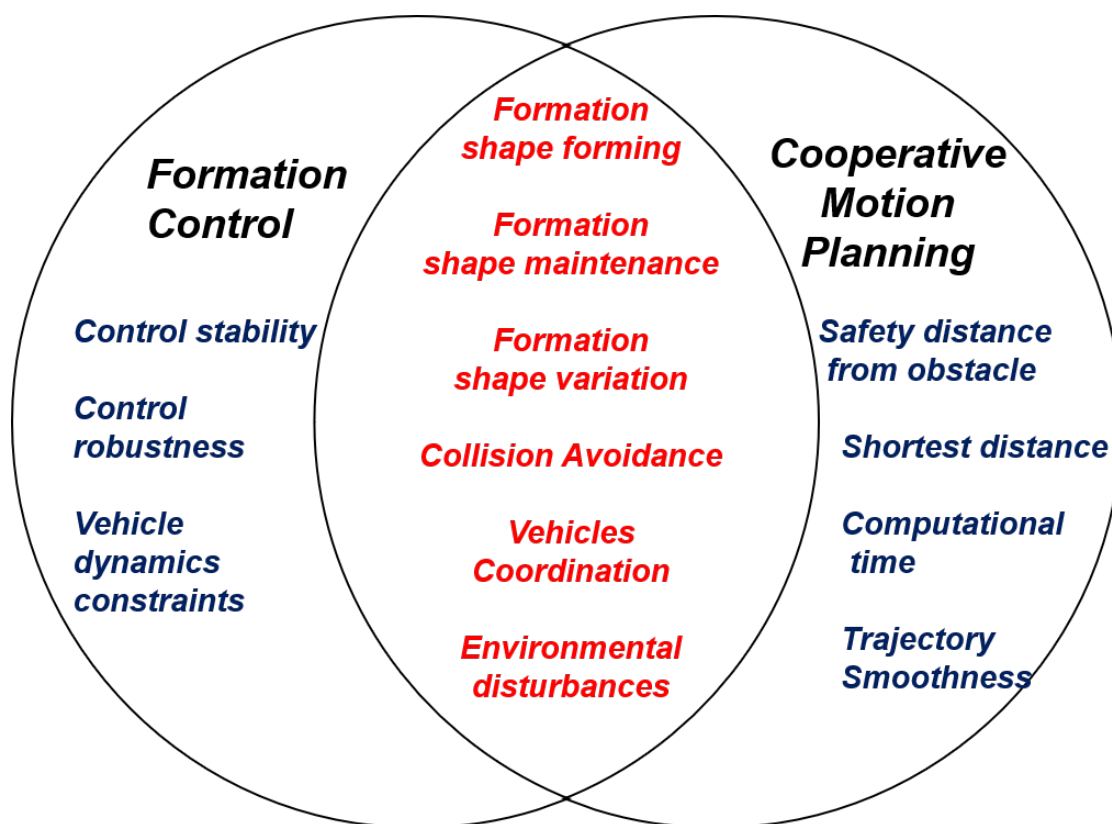 Formation
Control
Control stability
Control
robustness
Vehicle
dynamics
constraints
Formation
shape forming
Formation
shape maintenance
Formation
shape variation
Collision Avoidance
Vehicles
Coordination
Environmental
disturbances
Cooperative
Motion
Planning
Safety distance
from obstacle
Shortest distance
Computational
time
Trajectory
Smoothness